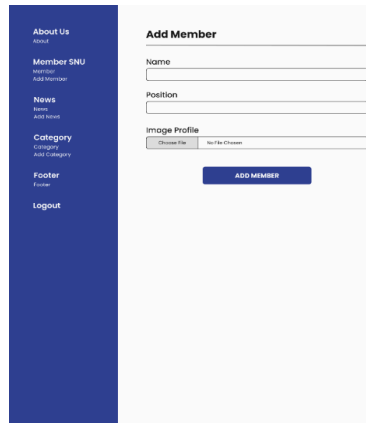 About Us
About
Member SNU
Member
Add Member
News
News
Add News
Category
Category
Add Category
Footer
Footer
Logout
Add Member
Name
Position
Image Profile
Choose File
No File Chosen
ADD MEMBER